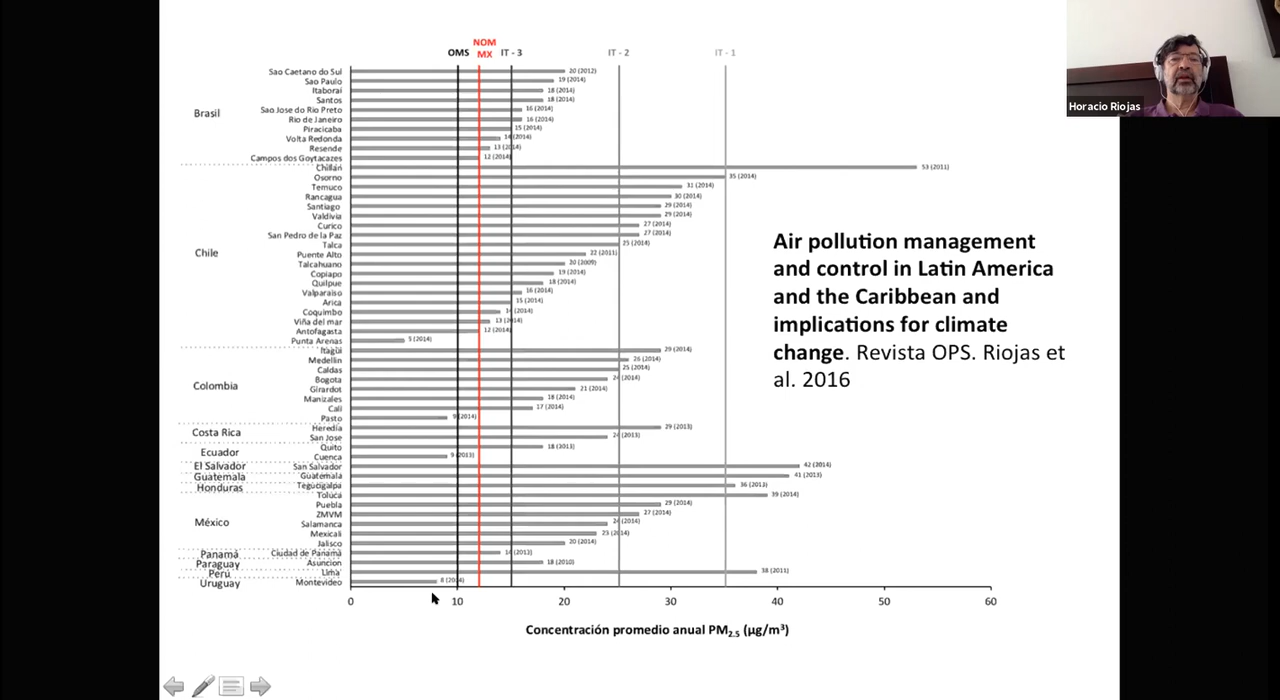 NOM
OMS MX IT - 3 IT - 2 IT - 1
Horacio Riojas
Brasil
Sao Caetano do Sul 20 (2012)
Sao Paulo 19 (2014)
Itaboraí 18 (2014)
Santos 18 (2014)
Sao Jose do Rio Preto 16 (2014)
Rio de Janeiro 16 (2014)
Piracicaba 15 (2014)
Volta Redonda 14 (2014)
Resende 13 (2014)
Campos dos Goytacazes 12 (2014)
Chile
Chillán 53 (2011)
Osorno 35 (2014)
Temuco 31 (2014)
Rancagua 30 (2014)
Santiago 29 (2014)
Valdivia 29 (2014)
Curico 27 (2014)
San Pedro de la Paz 27 (2014)
Talca 25 (2014)
Puente Alto 22 (2011)
Talcahuano 20 (2009)
Copiapo 19 (2014)
Quilpue 18 (2014)
Valparaiso 16 (2014)
Arica 15 (2014)
Coquimbo 14 (2014)
Viña del mar 13 (2014)
Antofagasta 12 (2014)
Punta Arenas 5 (2014)
Colombia
Itagüi 29 (2014)
Medellin 26 (2014)
Caldas 25 (2014)
Bogota 24 (2014)
Girardot 21 (2014)
Manizales 18 (2014)
Cali 17 (2014)
Pasto 9 (2014)
Costa Rica
Heredia 29 (2013)
San Jose 24 (2013)
Ecuador
Quito 18 (2013)
Cuenca 9 (2013)
El Salvador San Salvador 42 (2014)
Guatemala Guatemala 41 (2013)
Honduras Tegucigalpa 36 (2013)
México
Toluca 39 (2014)
Puebla 29 (2014)
ZMVM 27 (2014)
Salamanca 24 (2014)
Mexicali 23 (2014)
Jalisco 20 (2014)
Panamá Ciudad de Panamá 14 (2013)
Paraguay Asuncion 18 (2010)
Perú Lima 38 (2011)
Uruguay Montevideo 8 (2014)
0 10 20 30 40 50 60
Concentración promedio anual PM2.5 (µg/m³)
Air pollution management
and control in Latin America
and the Caribbean and
implications for climate
change. Revista OPS. Riojas et
al. 2016